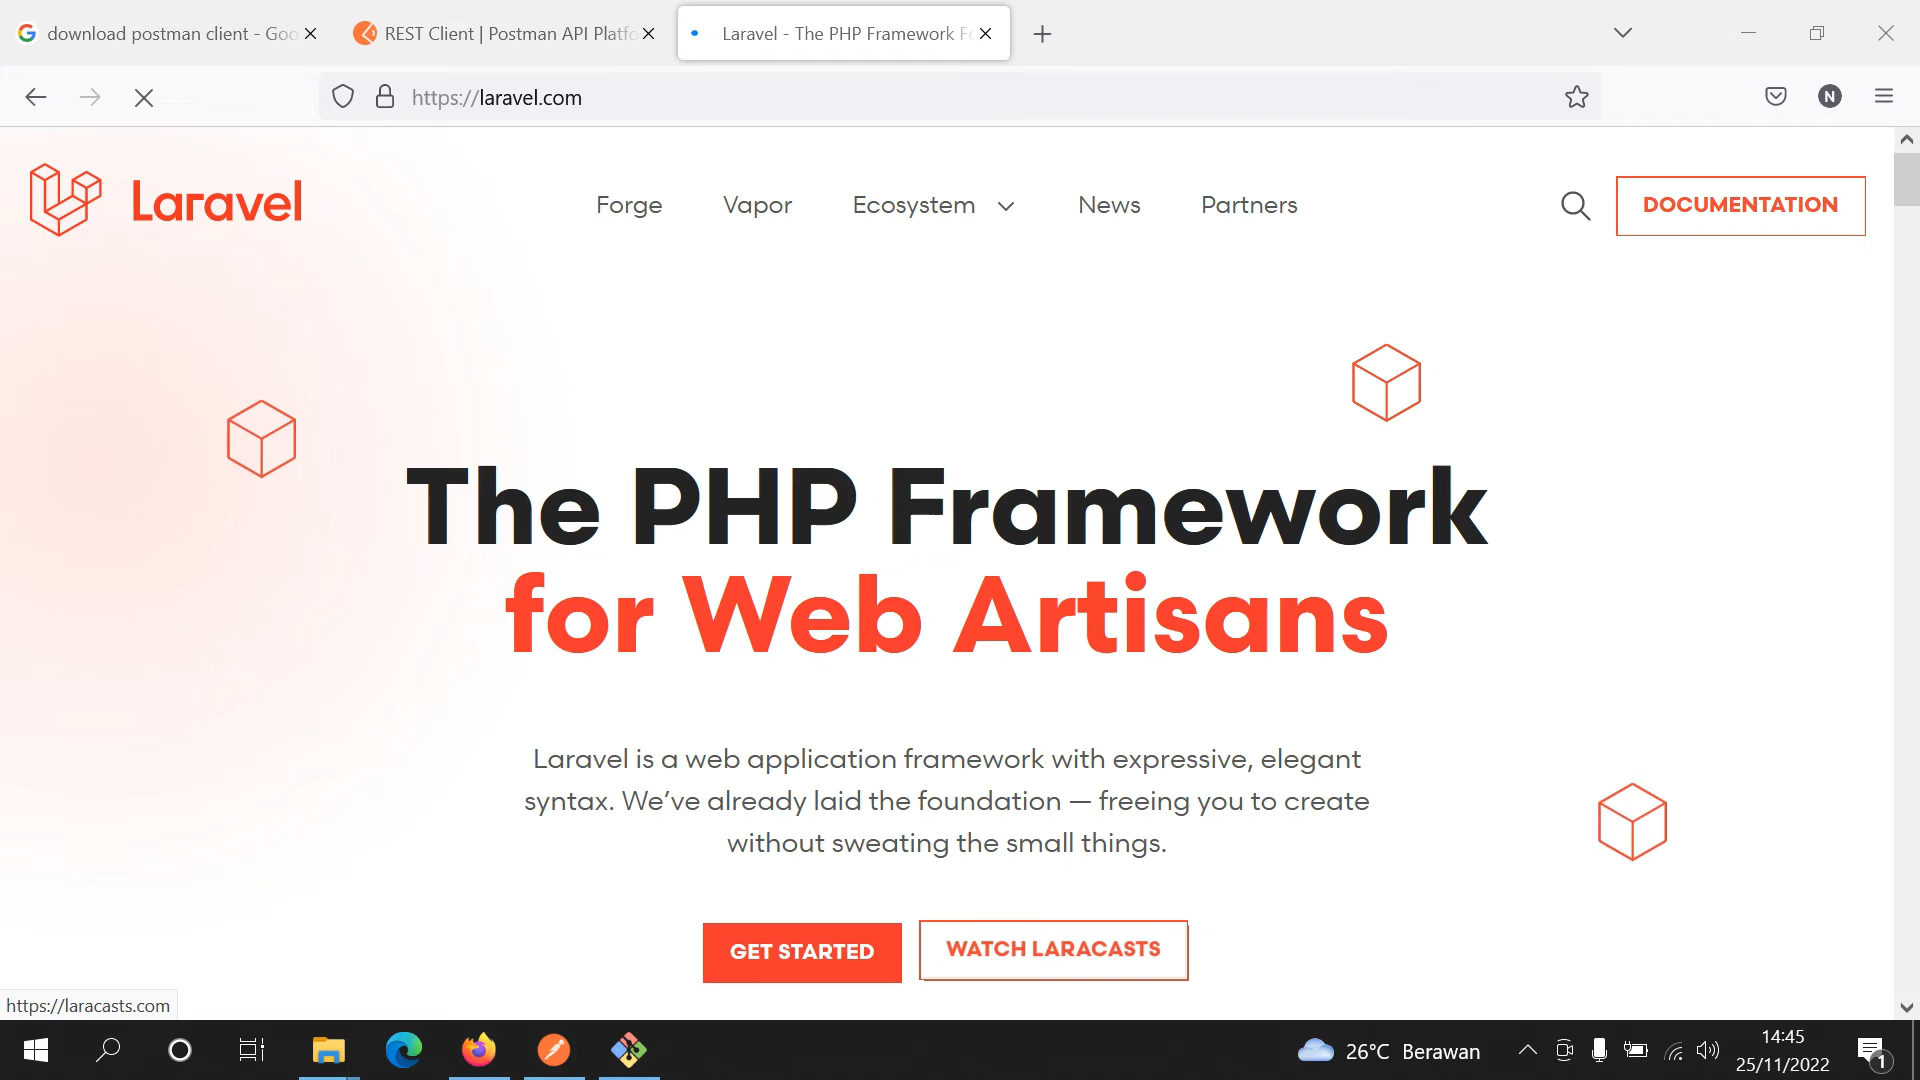 download postman client - Goo
REST Client | Postman API Platfo
Laravel - The PHP Framework Fo
https://laravel.com
N
Laravel
Forge
Vapor
Ecosystem
News
Partners
DOCUMENTATION
The PHP Framework
for Web Artisans
Laravel is a web application framework with expressive, elegant
syntax. We’ve already laid the foundation — freeing you to create
without sweating the small things.
GET STARTED
WATCH LARACASTS
https://laracasts.com
26°C Berawan
14:45
25/11/2022
1